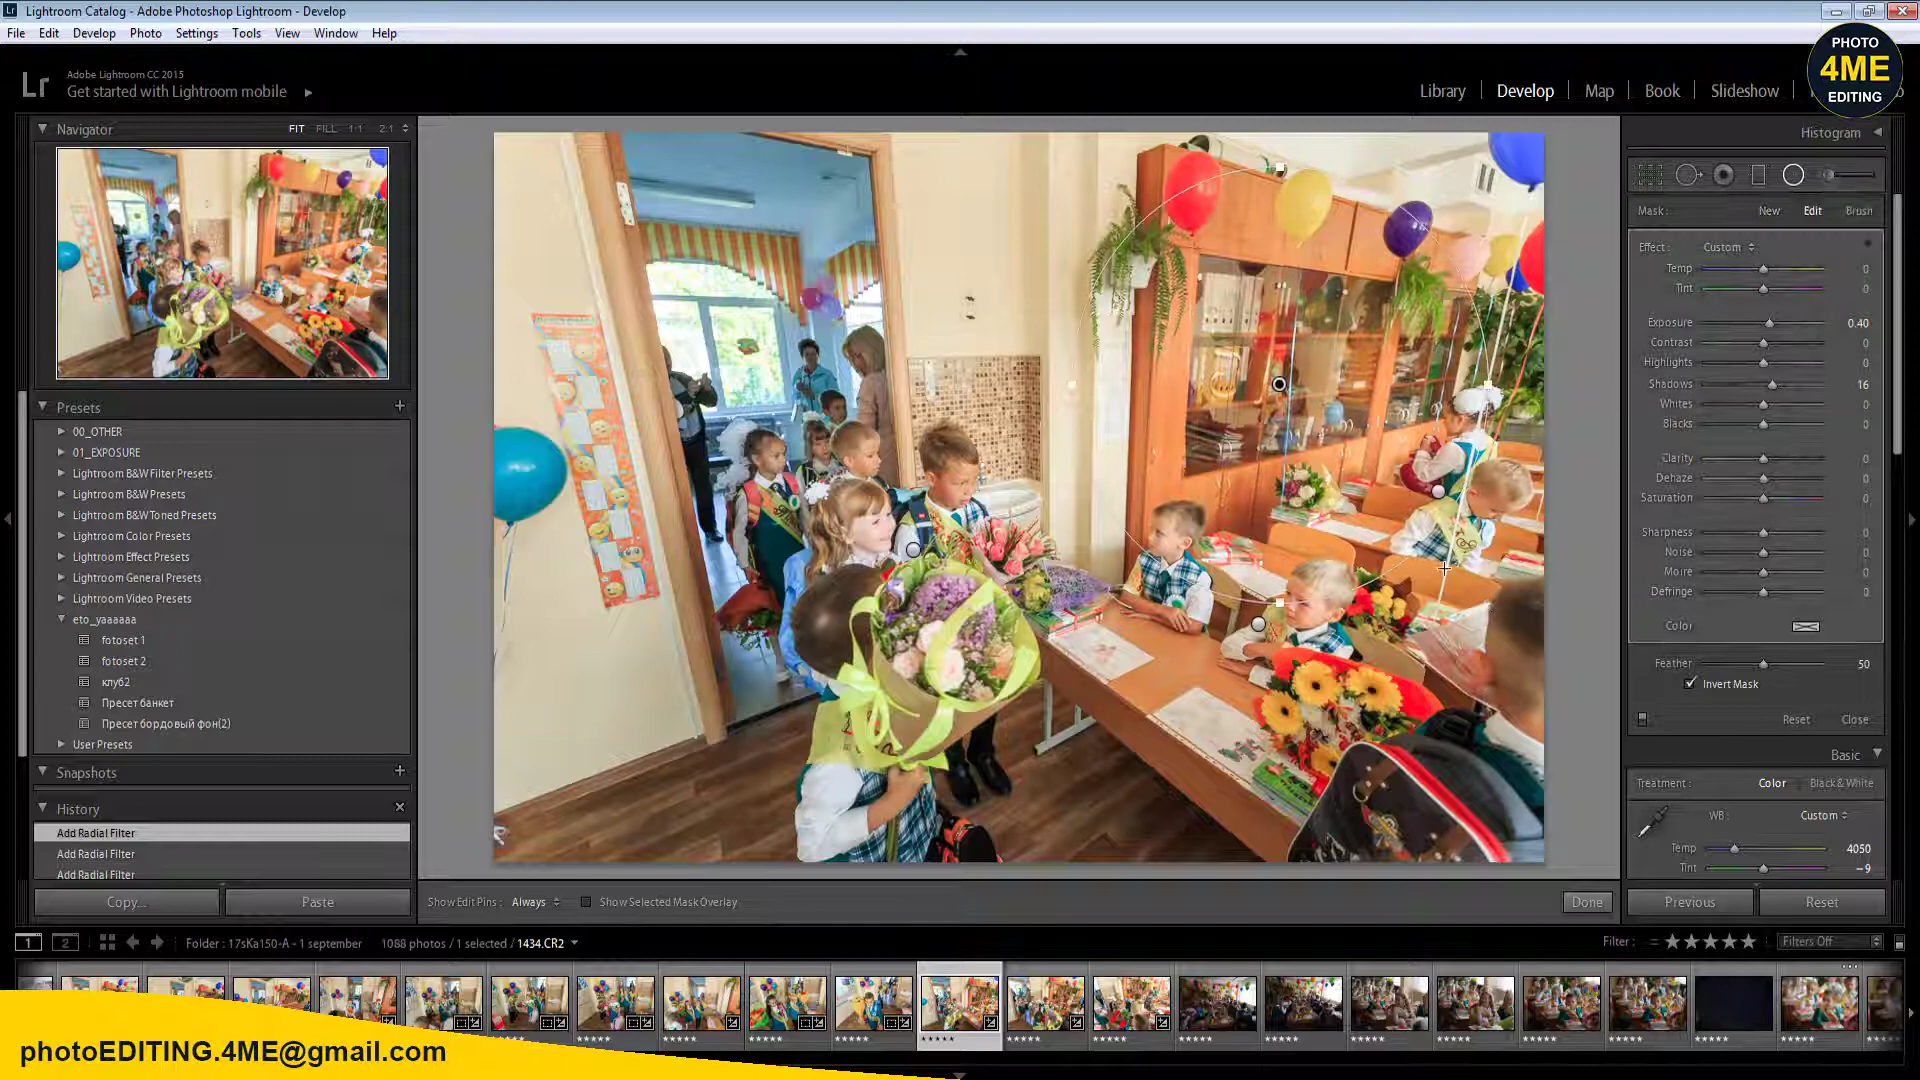 Lightroom Catalog - Adobe Photoshop Lightroom - Develop
File Edit Develop Photo Settings Tools View Window Help
PHOTO
4ME
EDITING
Lr
Adobe Lightroom CC 2015
Get started with Lightroom mobile
Library Develop Map Book Slideshow
Navigator FIT FILL 1:1 2:1
Histogram
Mask : New Edit Brush
Effect : Custom
Temp 0
Tint 0
Exposure 0.40
Contrast 0
Highlights 0
Shadows 16
Whites 0
Blacks 0
Clarity 0
Dehaze 0
Saturation 0
Sharpness 0
Noise 0
Moire 0
Defringe 0
Color
Feather 50
Invert Mask
Reset Close
Basic
Treatment : Color Black & White
WB : Custom
Temp 4050
Tint -9
Previous Reset
Presets
00_OTHER
01_EXPOSURE
Lightroom B&W Filter Presets
Lightroom B&W Presets
Lightroom B&W Toned Presets
Lightroom Color Presets
Lightroom Effect Presets
Lightroom General Presets
Lightroom Video Presets
eto_yaaaaaa
fotoset 1
fotoset 2
клуб2
Пресет банкет
Пресет бордовый фон(2)
User Presets
Snapshots
History
Add Radial Filter
Add Radial Filter
Add Radial Filter
Copy... Paste
Show Edit Pins : Always Show Selected Mask Overlay Done
1 2 Folder : 17sKa150-A - 1 september 1088 photos / 1 selected / 1434.CR2 Filter : Filters Off
photoEDITING.4ME@gmail.com